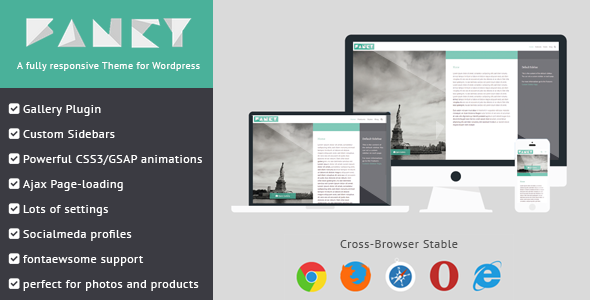 FANCY
A fully responsive Theme for Wordpress
Gallery Plugin
Custom Sidebars
Powerful CSS3/GSAP animations
Ajax Page-loading
Lots of settings
Socialmeda profiles
fontaewsome support
perfect for photos and products
Cross-Browser Stable